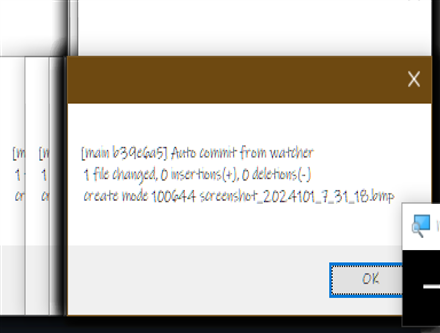 [main b39e6a5] Auto commit from watcher
1 file changed, 0 insertions(+), 0 deletions(-)
create mode 100644 screenshot_2024101_7_31_18.bmp
OK
[m
[m
1
1
cr
cr